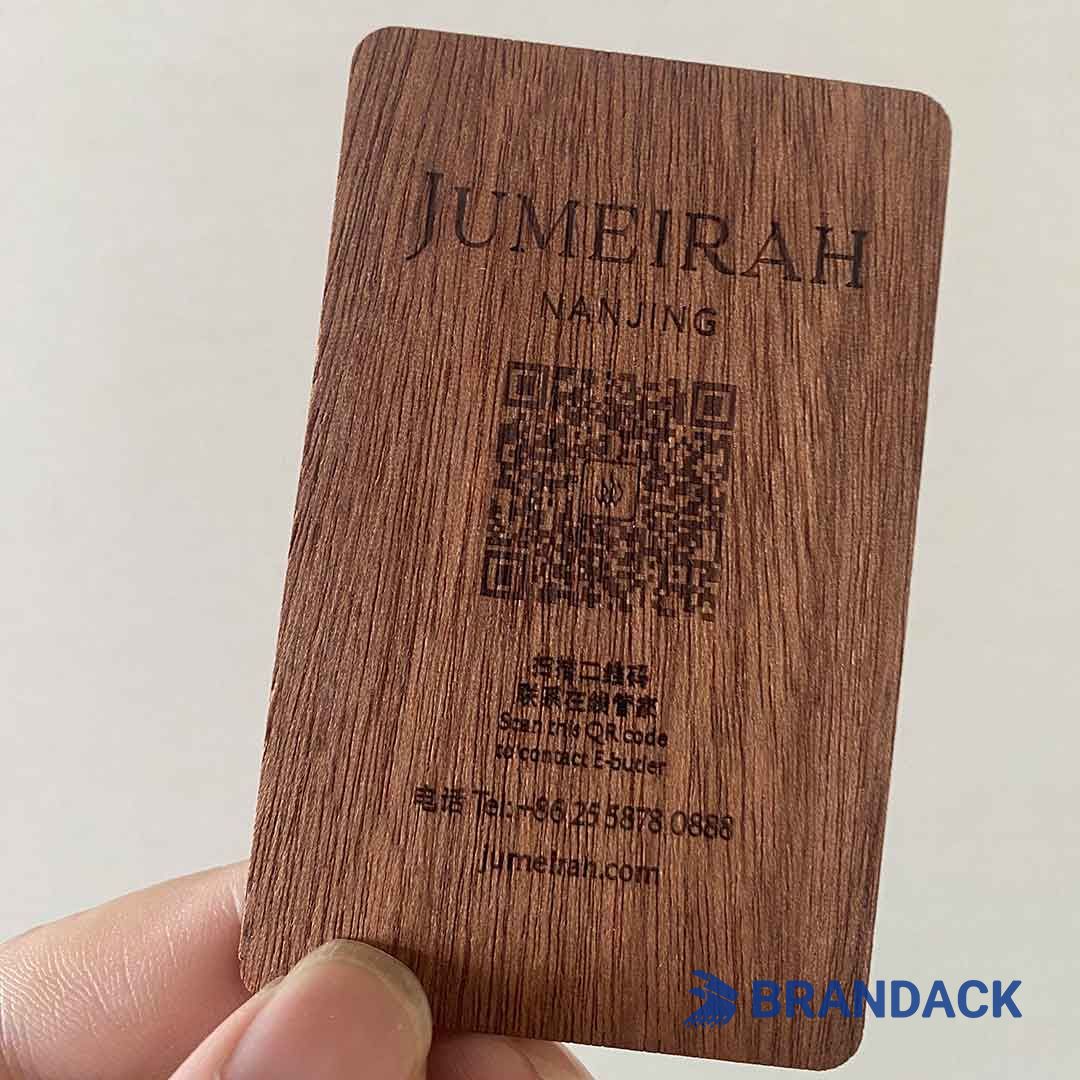 JUMEIRAH
NANJING
扫描二维码
联系在线管家
Scan this QR code
to contact E-butler
电话 Tel: +86 25 5878 0888
jumeirah.com
BRANDACK